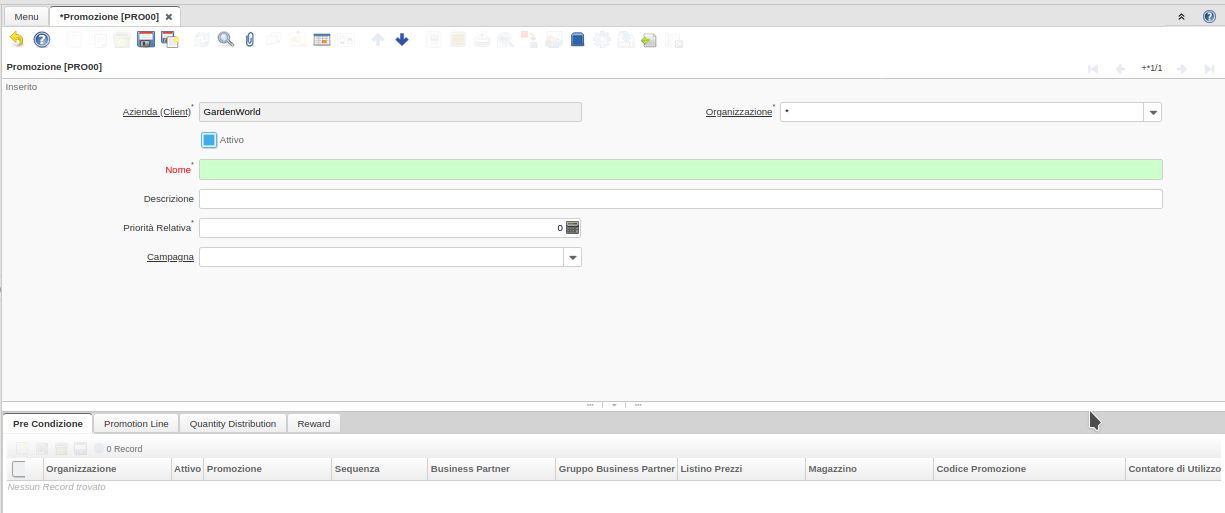 Menu *Promozione [PRO00]
Promozione [PRO00] +*1/1
Inserito
Azienda (Client)* GardenWorld Organizzazione* *
Attivo
Nome*
Descrizione
Priorità Relativa* 0
Campagna
Pre Condizione Promotion Line Quantity Distribution Reward
0 Record
Organizzazione Attivo Promozione Sequenza Business Partner Gruppo Business Partner Listino Prezzi Magazzino Codice Promozione Contatore di Utilizzo
Nessun Record trovato